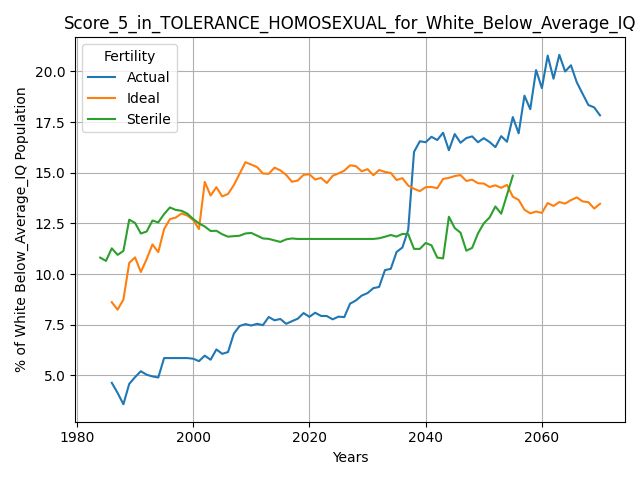 Score_5_in_TOLERANCE_HOMOSEXUAL_for_White_Below_Average_IQ
Fertility
Actual
Ideal
Sterile
% of White Below_Average_IQ Population
20.0
17.5
15.0
12.5
10.0
7.5
5.0
1980
2000
2020
2040
2060
Years